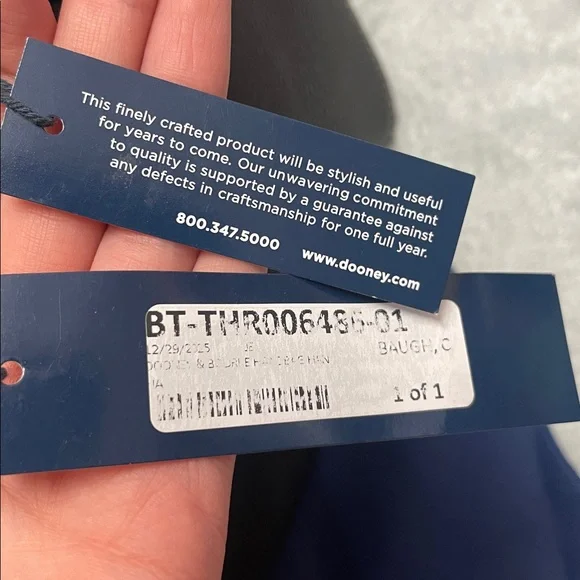 This finely crafted product will be stylish and useful
for years to come. Our unwavering commitment
to quality is supported by a guarantee against
any defects in craftsmanship for one full year.
800.347.5000
www.dooney.com
BT-THR006486-01
BAUGH, C
1 of 1